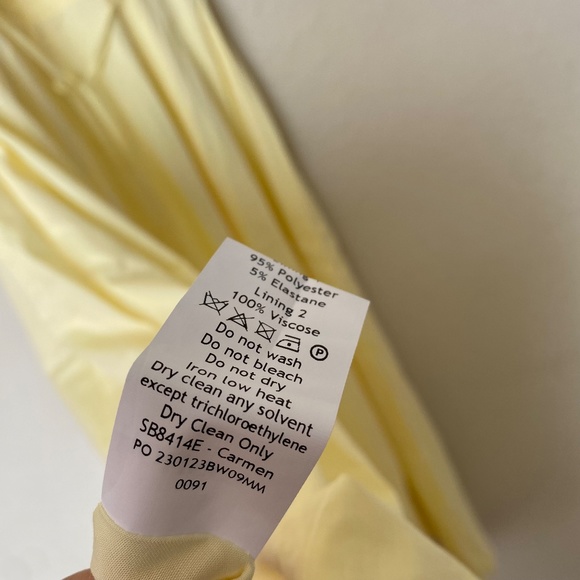 95% Polyester
5% Elastane
Lining 2
100% Viscose
P
Do not wash
Do not bleach
Do not dry
Iron low heat
Dry clean any solvent
except trichloroethylene
Dry Clean Only
SB8414E - Carmen
PO 230123BW09MM
0091